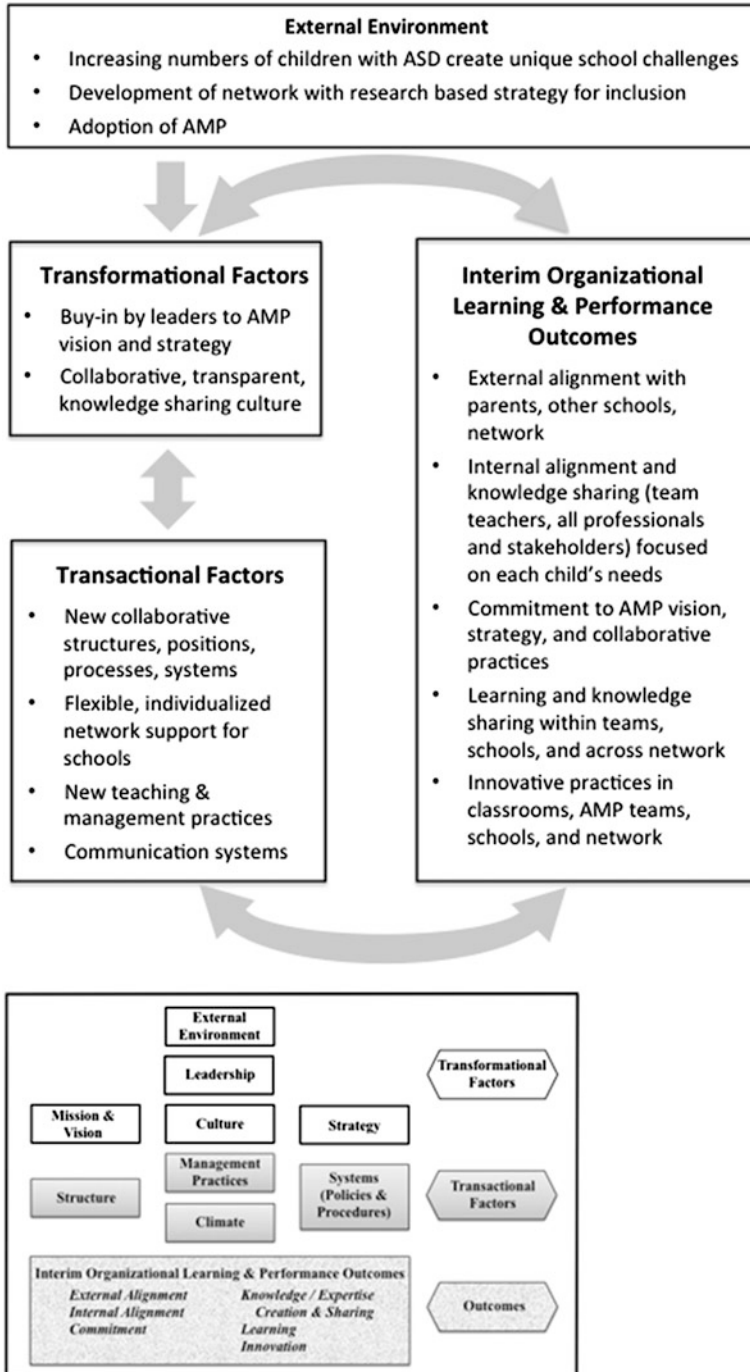 External Environment
• Increasing numbers of children with ASD create unique school challenges
• Development of network with research based strategy for inclusion
• Adoption of AMP
Transformational Factors
• Buy-in by leaders to AMP
vision and strategy
• Collaborative, transparent,
knowledge sharing culture
Transactional Factors
• New collaborative
structures, positions,
processes, systems
• Flexible, individualized
network support for
schools
• New teaching &
management practices
• Communication systems
Interim Organizational
Learning & Performance
Outcomes
• External alignment with
parents, other schools,
network
• Internal alignment and
knowledge sharing (team
teachers, all professionals
and stakeholders) focused
on each child's needs
• Commitment to AMP vision,
strategy, and collaborative
practices
• Learning and knowledge
sharing within teams,
schools, and across network
• Innovative practices in
classrooms, AMP teams,
schools, and network
External
Environment
Leadership
Transformational
Factors
Mission &
Vision
Culture
Strategy
Structure
Management
Practices
Climate
Systems
(Policies &
Procedures)
Transactional
Factors
Interim Organizational Learning & Performance Outcomes
External Alignment
Internal Alignment
Commitment
Knowledge / Expertise
Creation & Sharing
Learning
Innovation
Outcomes